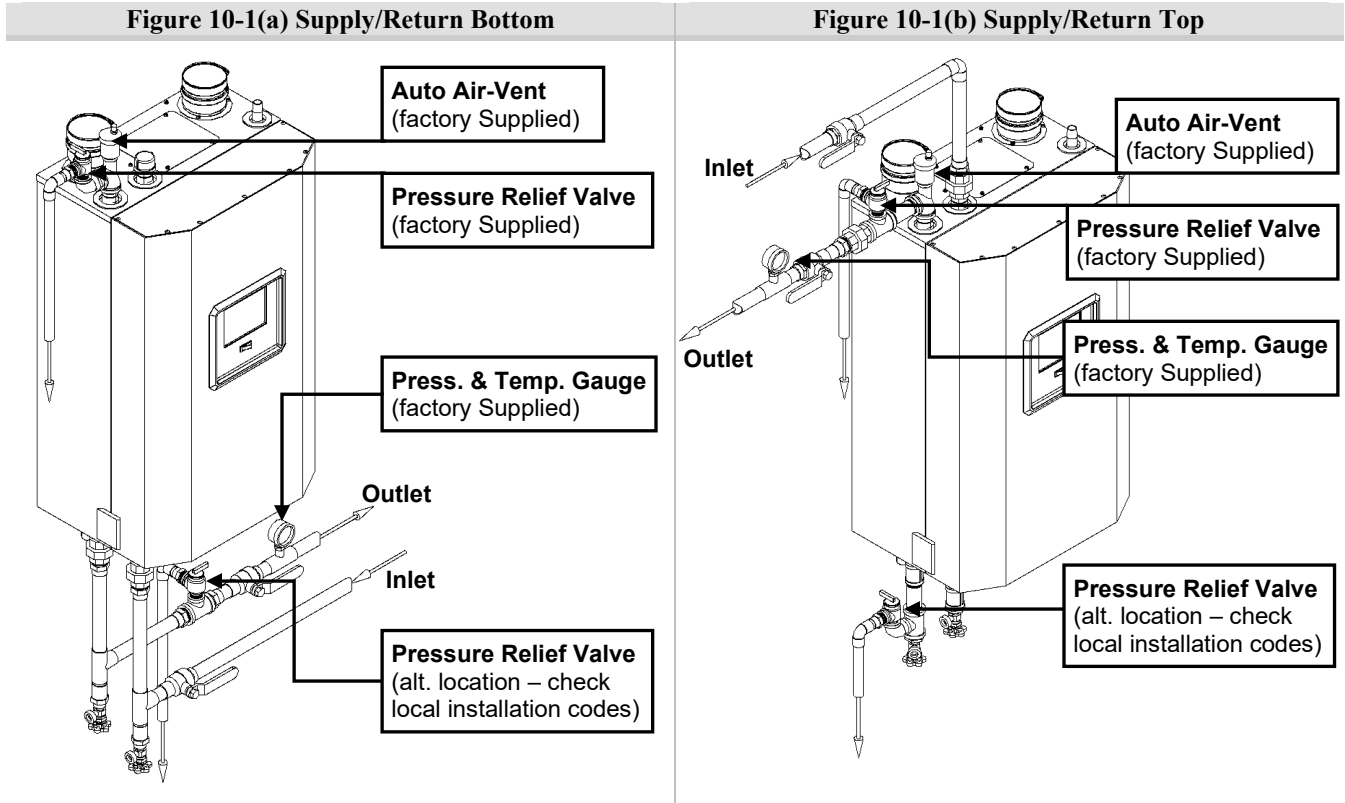 Figure 10-1(a) Supply/Return Bottom
Auto Air-Vent
(factory Supplied)
Pressure Relief Valve
(factory Supplied)
Press. & Temp. Gauge
(factory Supplied)
Outlet
Inlet
Pressure Relief Valve
(alt. location – check
local installation codes)
Figure 10-1(b) Supply/Return Top
Inlet
Auto Air-Vent
(factory Supplied)
Pressure Relief Valve
(factory Supplied)
Outlet
Press. & Temp. Gauge
(factory Supplied)
Pressure Relief Valve
(alt. location – check
local installation codes)